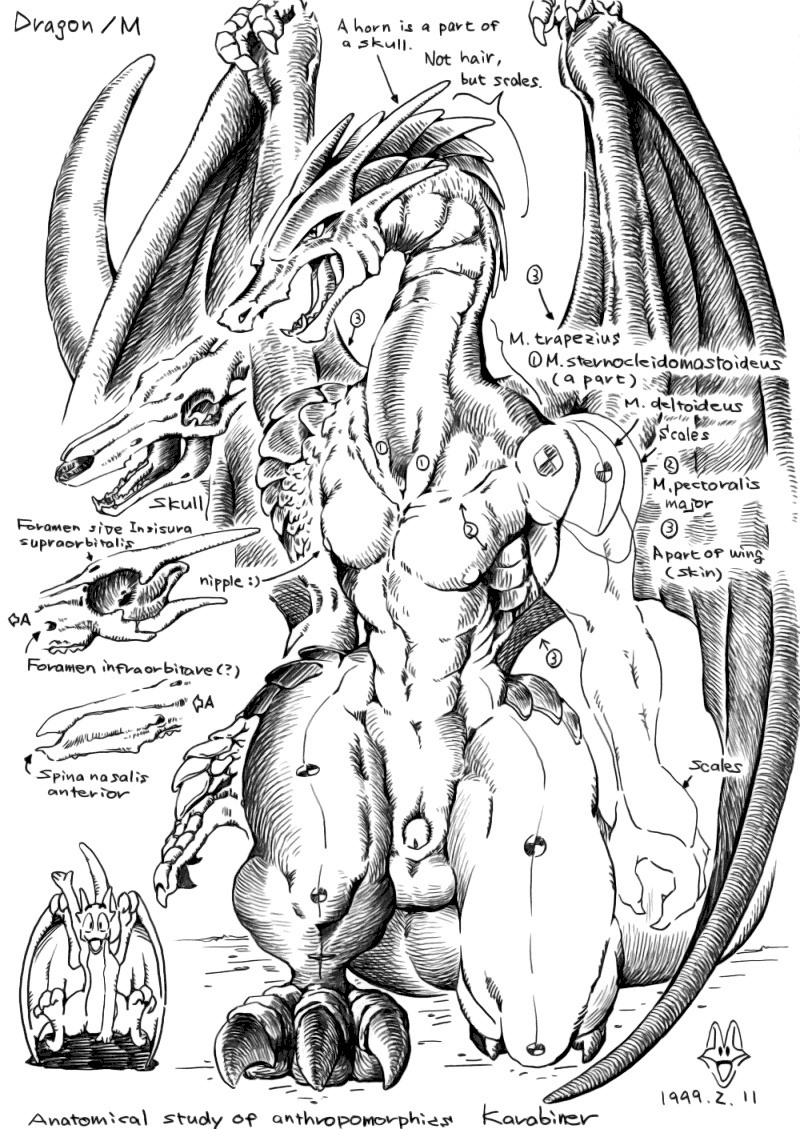 Dragon/M
A horn is a part of
a skull.
Not hair,
but scales.
③
③
M. trapezius
① M. sternocleidomastoideus
(a part)
M. deltoideus
scales
②
M. pectoralis
major
③
A part of wing
(skin)
① ①
②
Skull
Foramen size Insisura
supraorbitalis
nipple :)
⇦A
Foramen infraorbitare(?)
③
⇦A
Spina nasalis
anterior
scales
1999. 2. 11
Anatomical study of anthropomorphics Karabiner